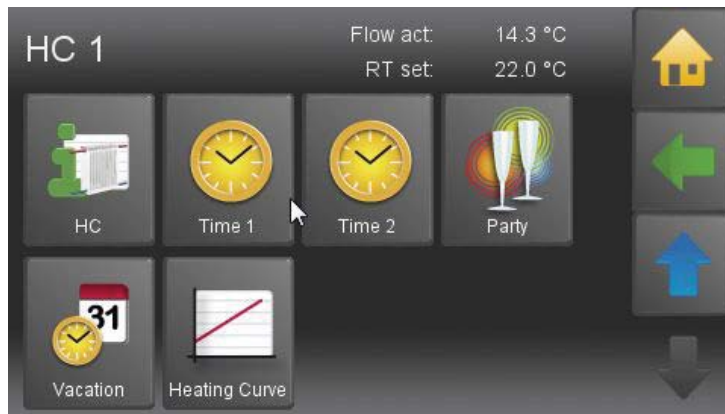 HC 1
Flow act: 14.3 °C
RT set: 22.0 °C
HC
Time 1
Time 2
Party
31
Vacation
Heating Curve